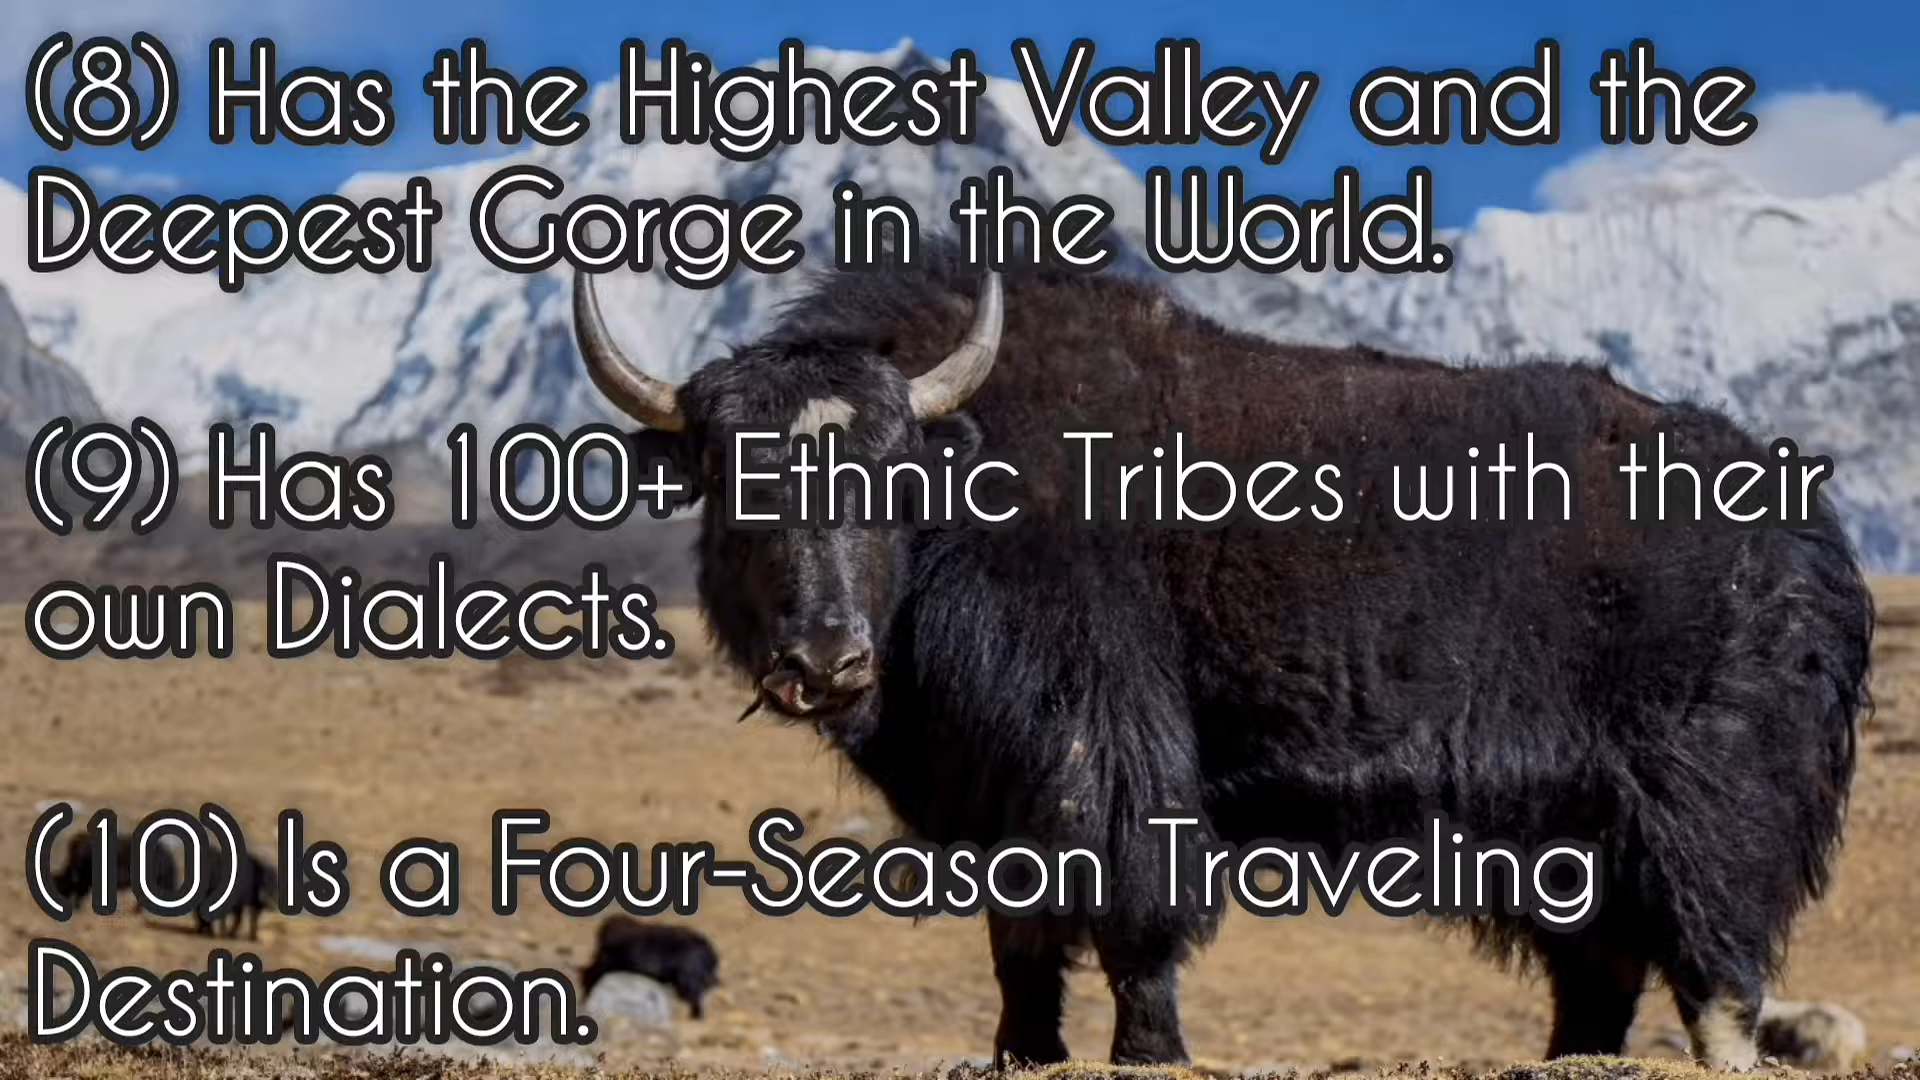 (8) Has the Highest Valley and the
Deepest Gorge in the World.
(9) Has 100+ Ethnic Tribes with their
own Dialects.
(10) Is a Four-Season Traveling
Destination.